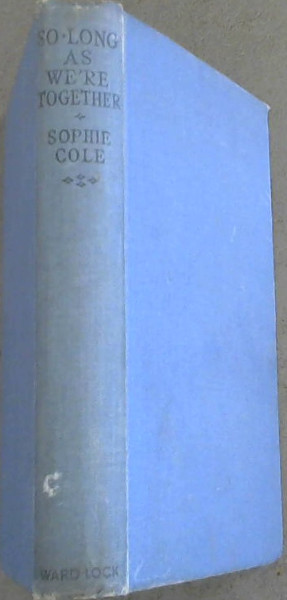 SO·LONG
AS
WE'RE
TOGETHER
SOPHIE
COLE
WARD·LOCK